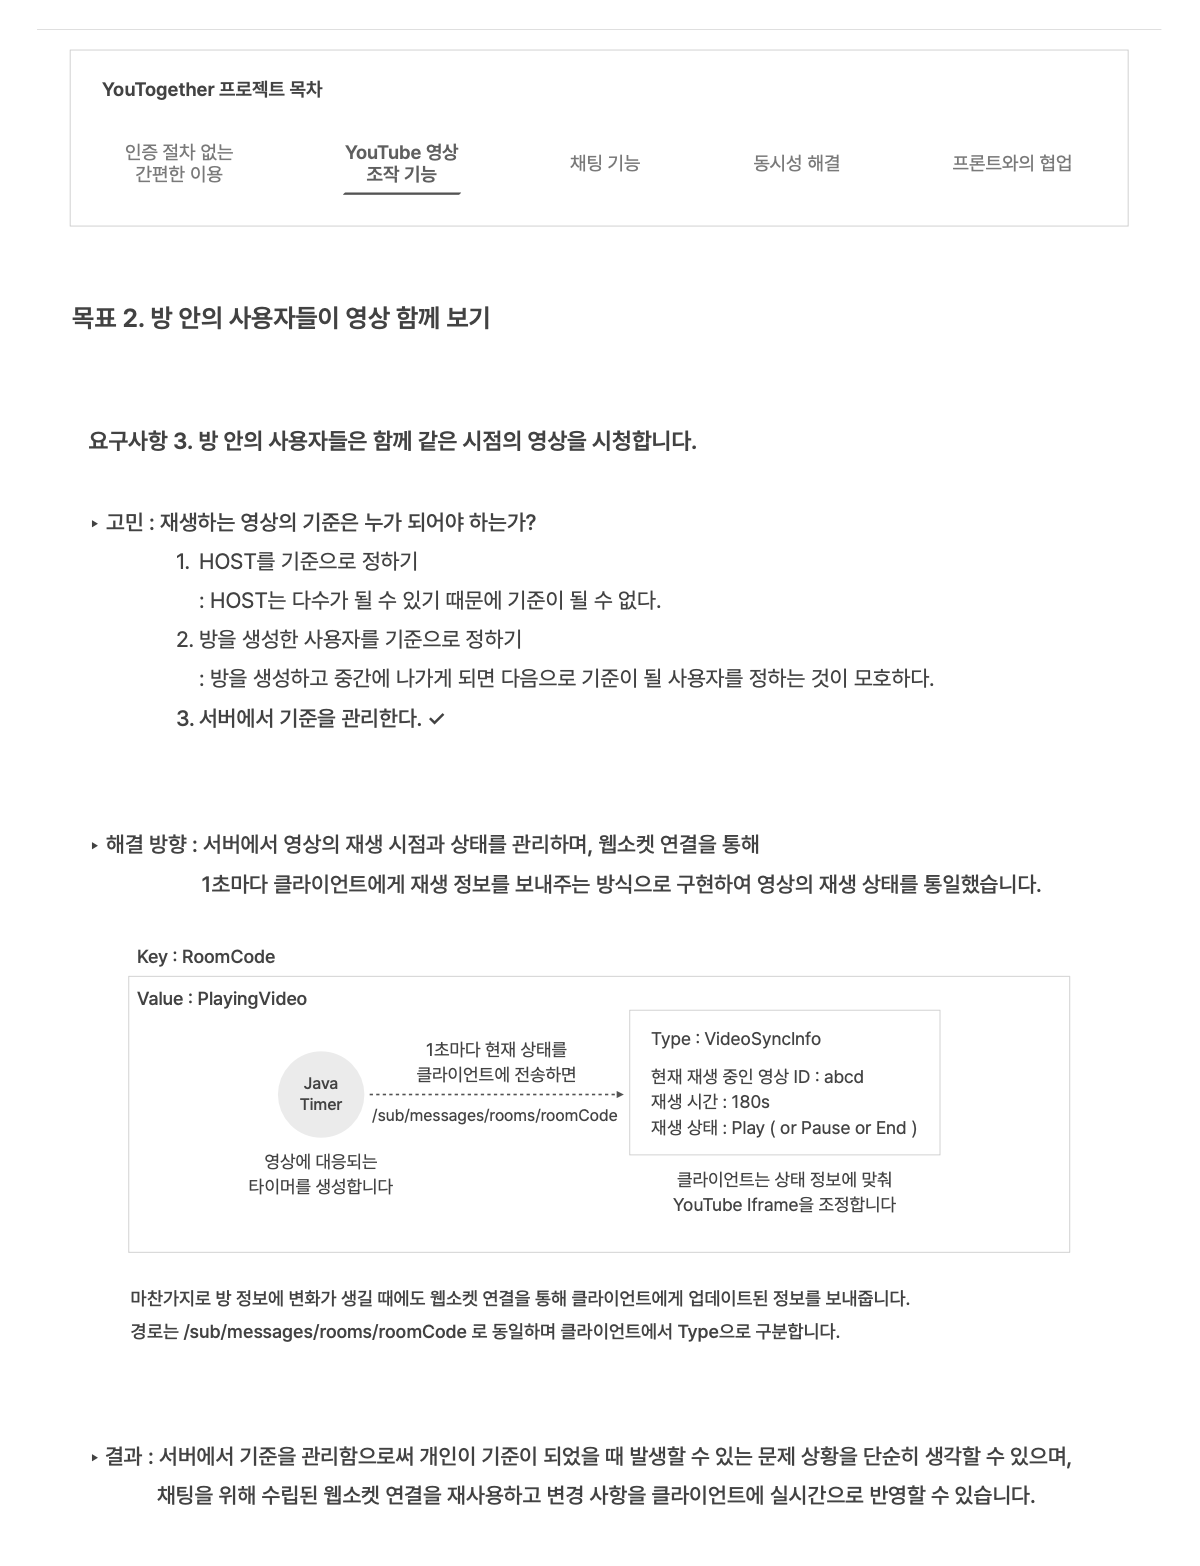 YouTogether 프로젝트 목차
인증 절차 없는
간편한 이용
YouTube 영상
조작 기능
채팅 기능
동시성 해결
프론트와의 협업
목표 2. 방 안의 사용자들이 영상 함께 보기
요구사항 3. 방 안의 사용자들은 함께 같은 시점의 영상을 시청합니다.
‣ 고민 : 재생하는 영상의 기준은 누가 되어야 하는가?
1. HOST를 기준으로 정하기
: HOST는 다수가 될 수 있기 때문에 기준이 될 수 없다.
2. 방을 생성한 사용자를 기준으로 정하기
: 방을 생성하고 중간에 나가게 되면 다음으로 기준이 될 사용자를 정하는 것이 모호하다.
3. 서버에서 기준을 관리한다. ✓
‣ 해결 방향 : 서버에서 영상의 재생 시점과 상태를 관리하며, 웹소켓 연결을 통해
1초마다 클라이언트에게 재생 정보를 보내주는 방식으로 구현하여 영상의 재생 상태를 통일했습니다.
Key : RoomCode
Value : PlayingVideo
Java
Timer
영상에 대응되는
타이머를 생성합니다
1초마다 현재 상태를
클라이언트에 전송하면
/sub/messages/rooms/roomCode
Type : VideoSyncInfo
현재 재생 중인 영상 ID : abcd
재생 시간 : 180s
재생 상태 : Play ( or Pause or End )
클라이언트는 상태 정보에 맞춰
YouTube Iframe을 조정합니다
마찬가지로 방 정보에 변화가 생길 때에도 웹소켓 연결을 통해 클라이언트에게 업데이트된 정보를 보내줍니다.
경로는 /sub/messages/rooms/roomCode 로 동일하며 클라이언트에서 Type으로 구분합니다.
‣ 결과 : 서버에서 기준을 관리함으로써 개인이 기준이 되었을 때 발생할 수 있는 문제 상황을 단순히 생각할 수 있으며,
채팅을 위해 수립된 웹소켓 연결을 재사용하고 변경 사항을 클라이언트에 실시간으로 반영할 수 있습니다.